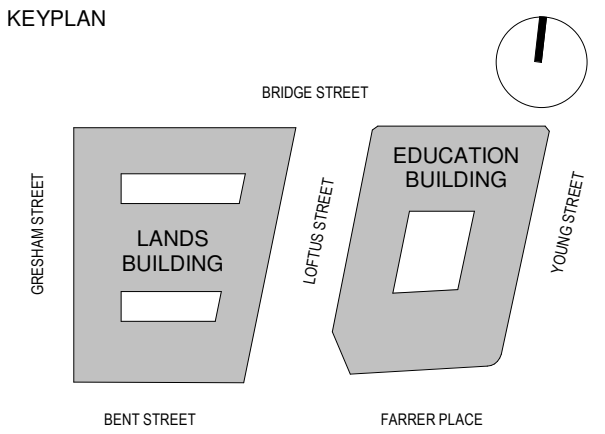 KEYPLAN
BRIDGE STREET
EDUCATION
BUILDING
GRESHAM STREET
LANDS
BUILDING
LOFTUS STREET
YOUNG STREET
BENT STREET
FARRER PLACE